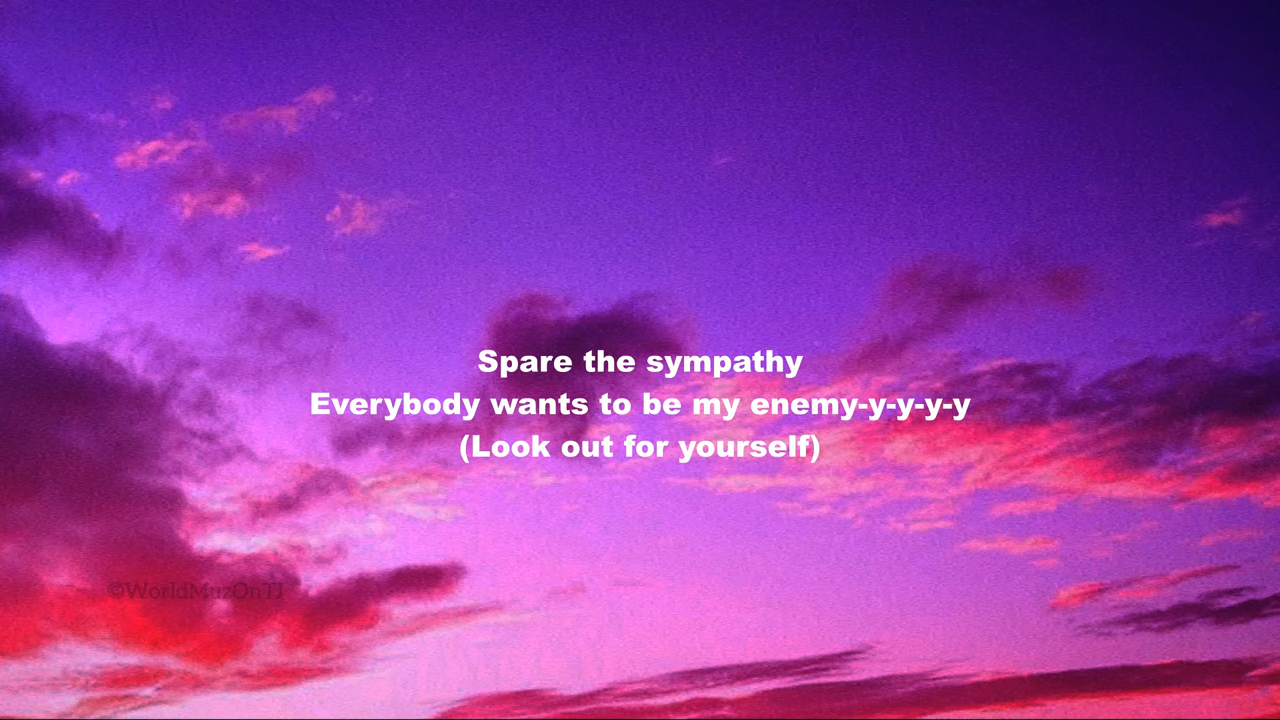 Spare the sympathy
Everybody wants to be my enemy-y-y-y-y
(Look out for yourself)
©WorldMuzOnTJ